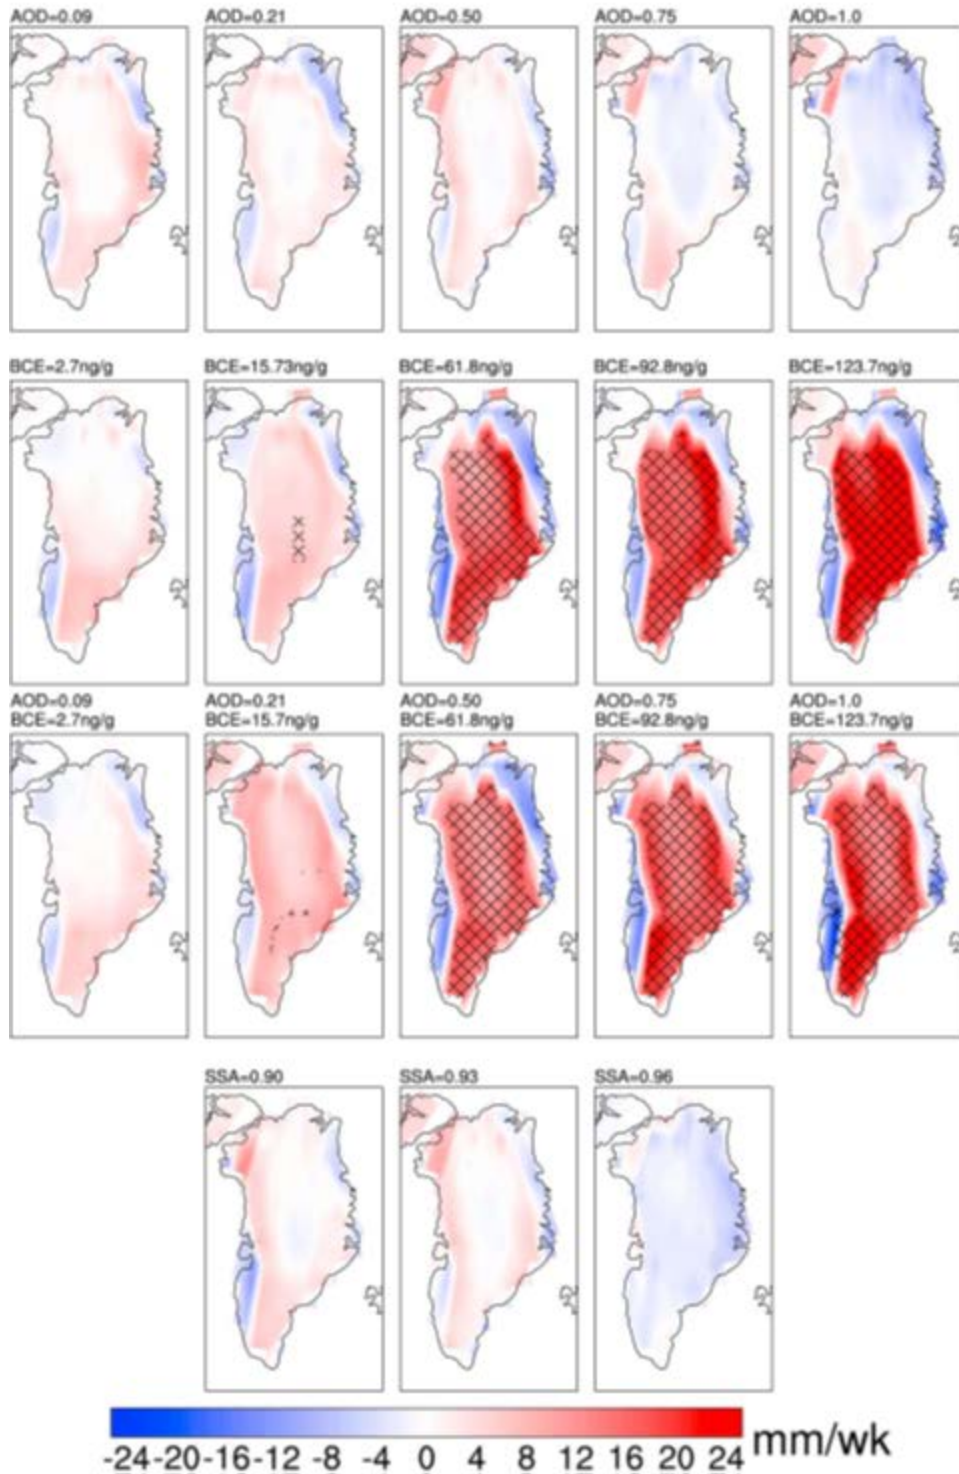 AOD=0.09 AOD=0.21 AOD=0.50 AOD=0.75 AOD=1.0
BCE=2.7ng/g BCE=15.73ng/g BCE=61.8ng/g BCE=92.8ng/g BCE=123.7ng/g
AOD=0.09 AOD=0.21 AOD=0.50 AOD=0.75 AOD=1.0
BCE=2.7ng/g BCE=15.7ng/g BCE=61.8ng/g BCE=92.8ng/g BCE=123.7ng/g
SSA=0.90 SSA=0.93 SSA=0.96
-24 -20 -16 -12 -8 -4 0 4 8 12 16 20 24 mm/wk